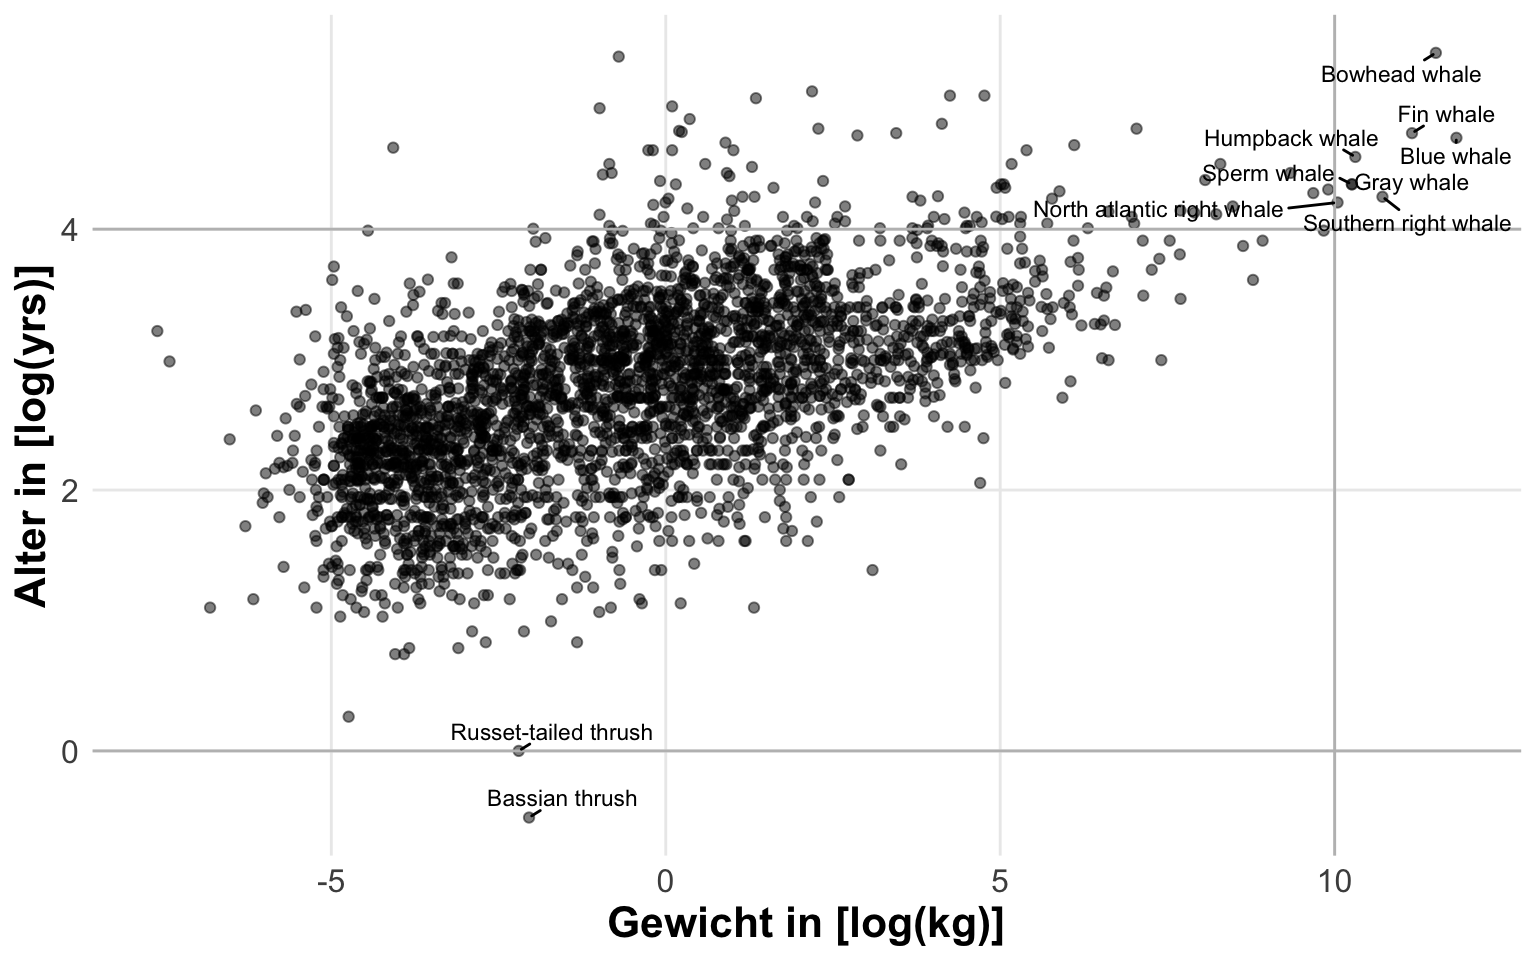 Bowhead whale
Fin whale
Humpback whale
Blue whale
Sperm whale
Gray whale
North atlantic right whale
Southern right whale
Russet-tailed thrush
Bassian thrush
4
2
0
Alter in [log(yrs)]
-5
0
5
10
Gewicht in [log(kg)]